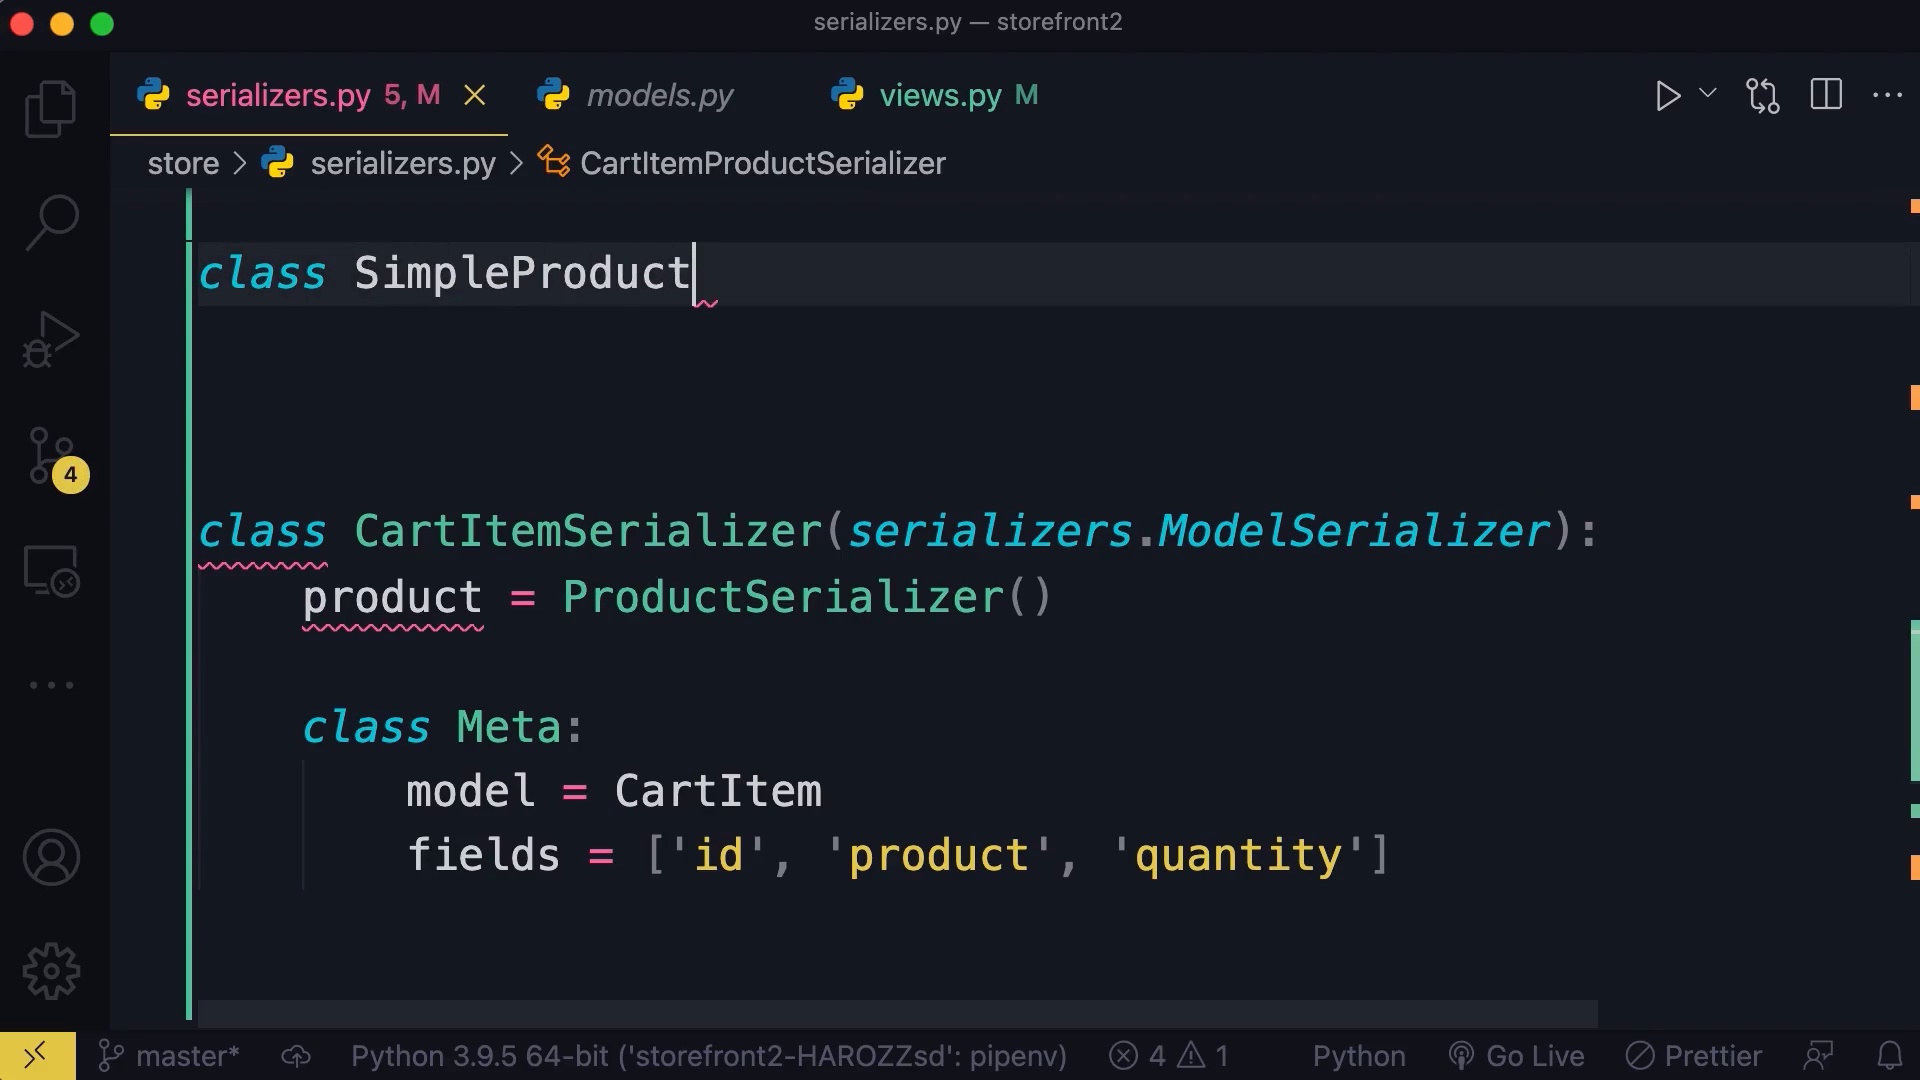 serializers.py — storefront2
serializers.py 5, M models.py views.py M
store > serializers.py > CartItemProductSerializer
class SimpleProduct
class CartItemSerializer(serializers.ModelSerializer):
product = ProductSerializer()
class Meta:
model = CartItem
fields = ['id', 'product', 'quantity']
4
master* Python 3.9.5 64-bit ('storefront2-HAROZZsd': pipenv) 4 1 Python Go Live Prettier